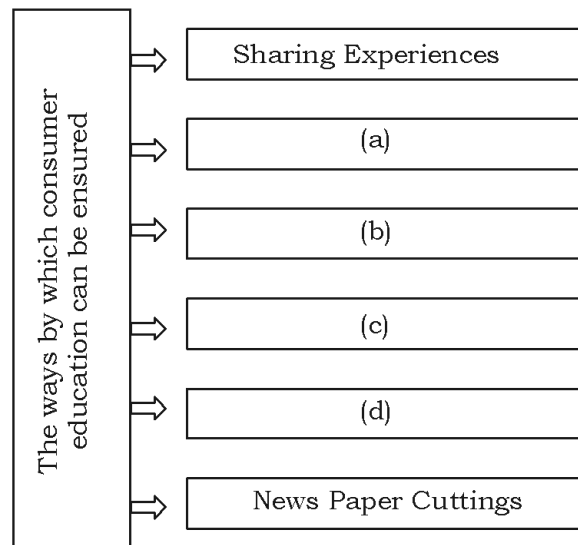 The ways by which consumer
education can be ensured
Sharing Experiences
(a)
(b)
(c)
(d)
News Paper Cuttings